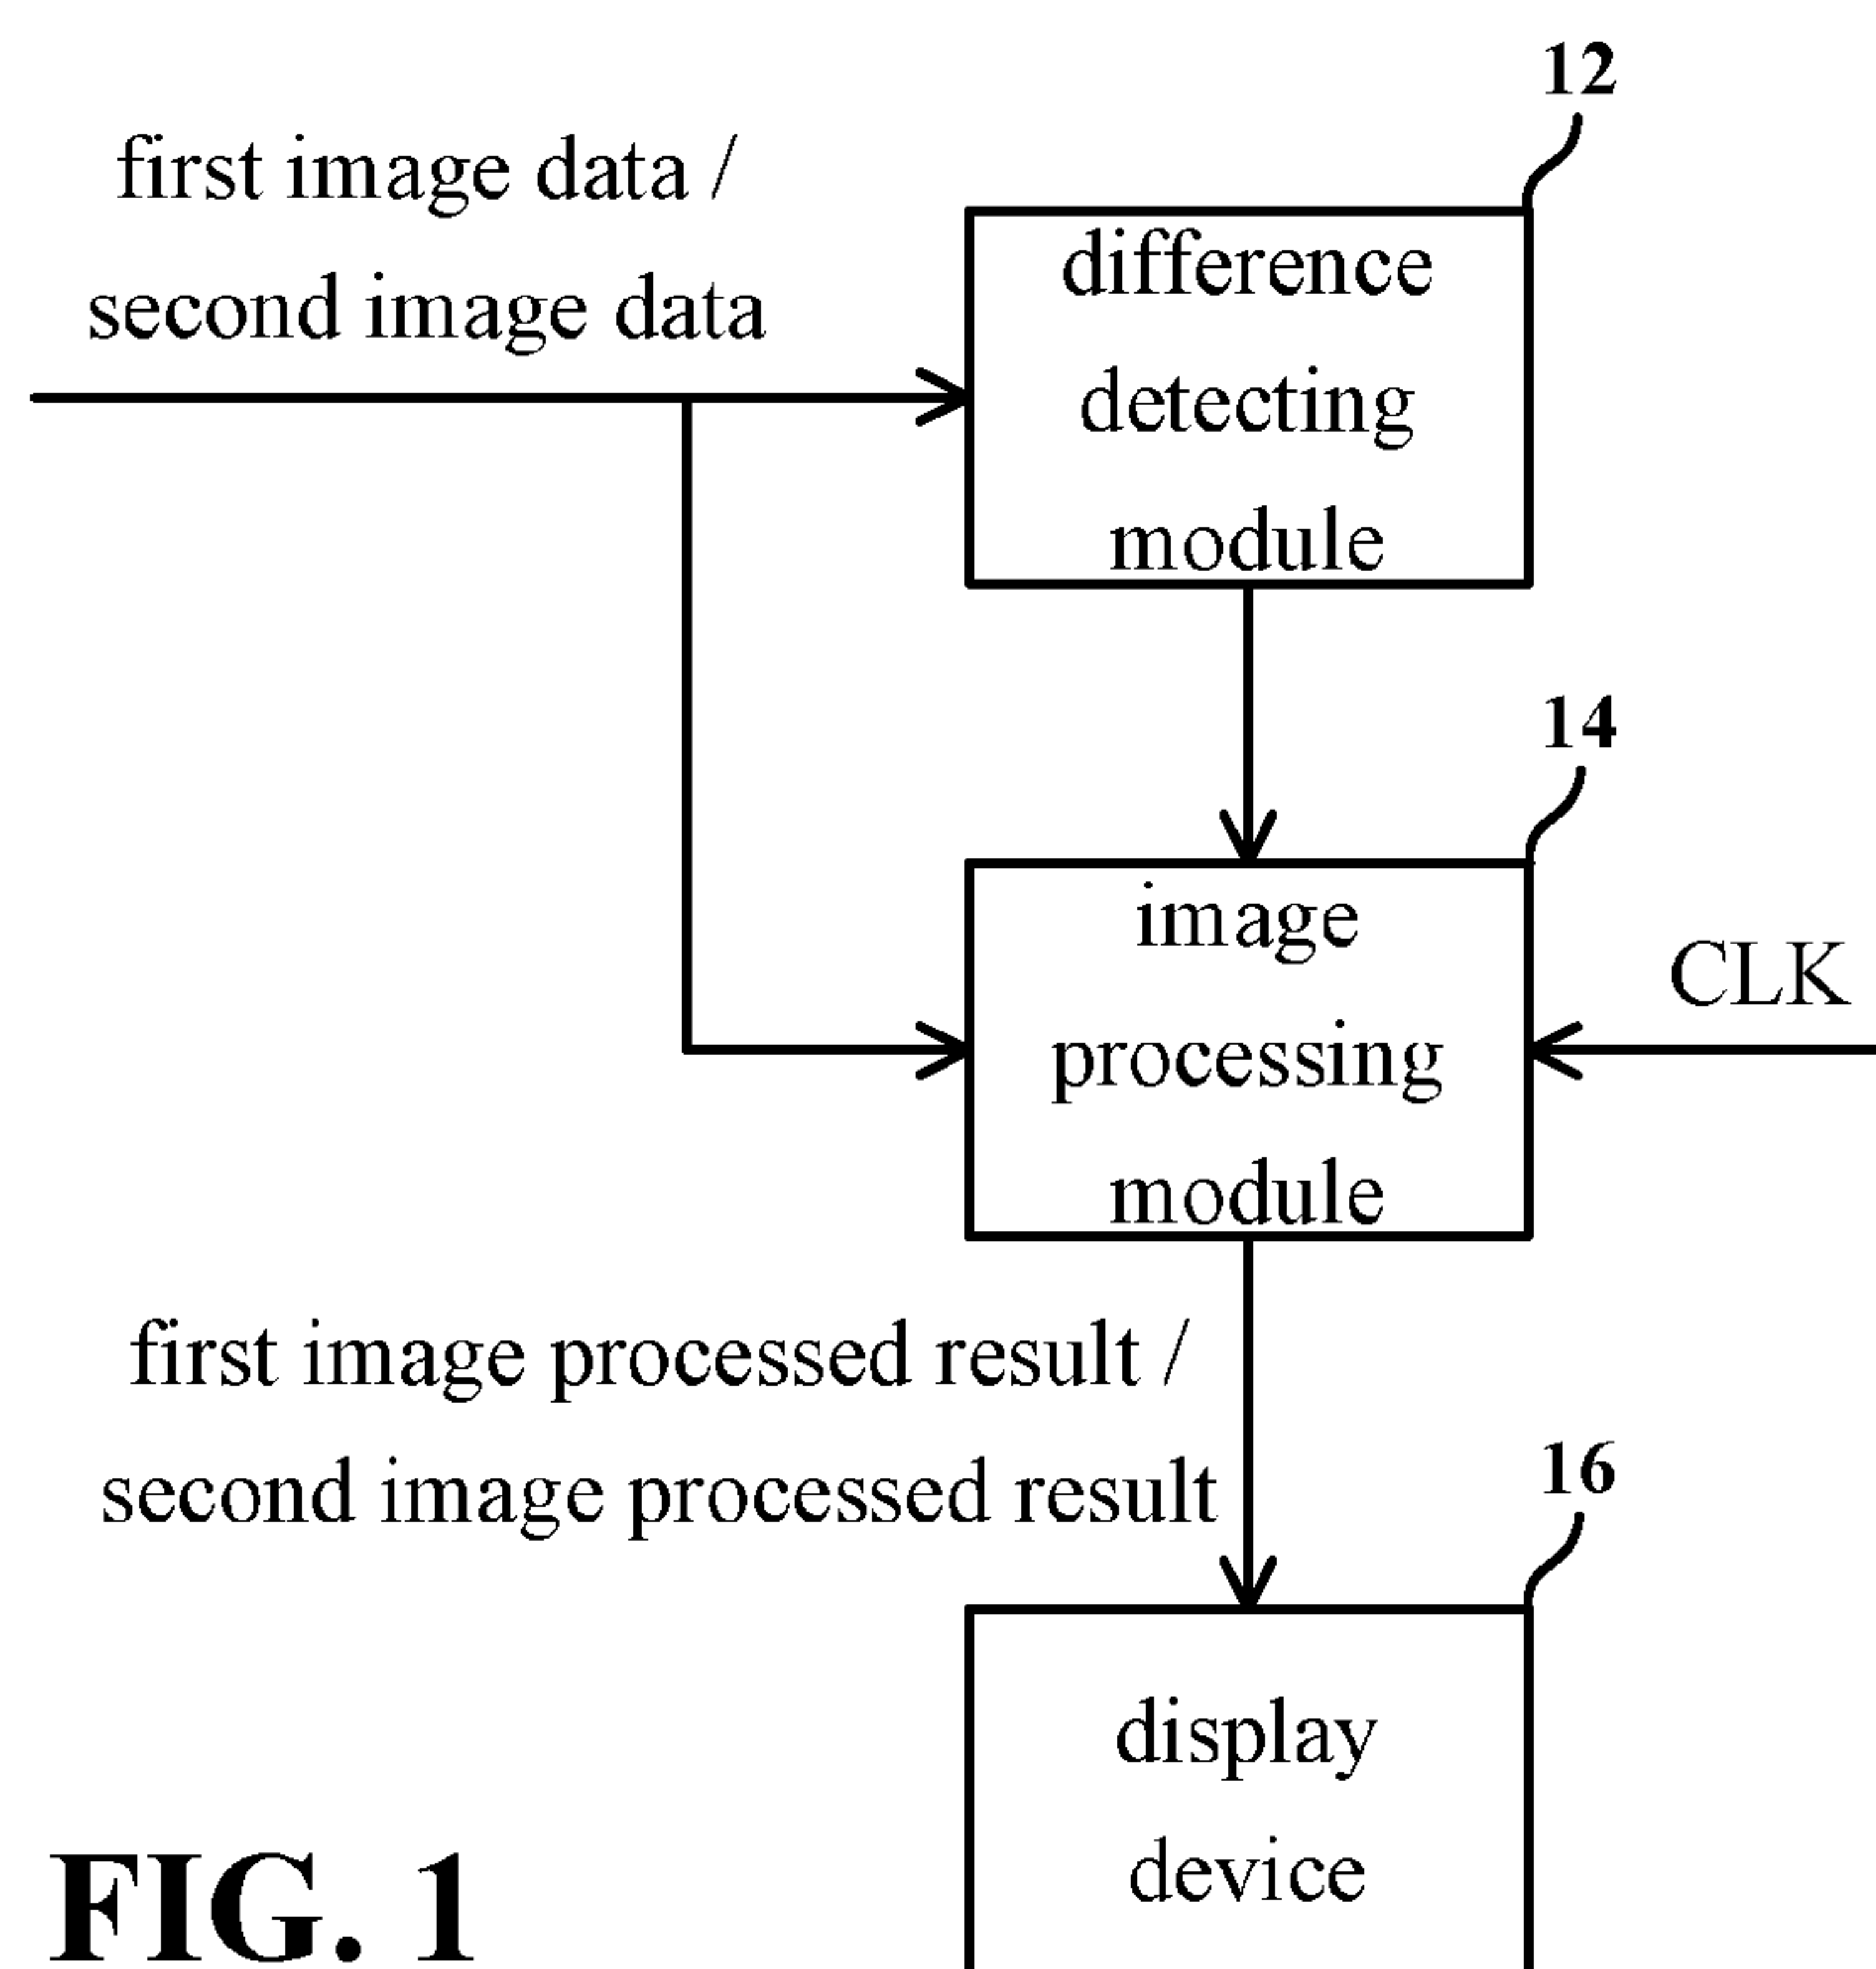 12
first image data /
second image data
difference
detecting
module
14
image
processing
module
CLK
first image processed result /
second image processed result
16
display
device
FIG. 1